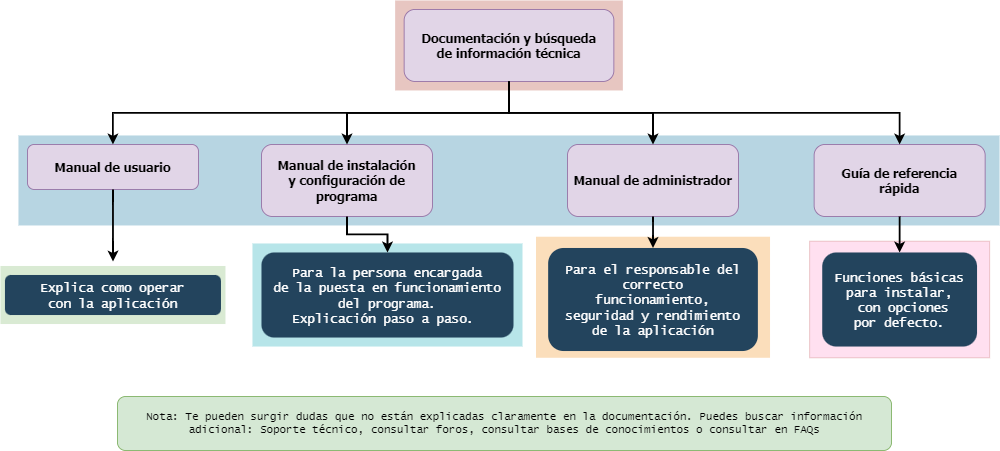 Documentación y búsqueda
de información técnica
Manual de usuario
Manual de instalación
y configuración de
programa
Manual de administrador
Guía de referencia
rápida
Explica como operar
con la aplicación
Para la persona encargada
de la puesta en funcionamiento
del programa.
Explicación paso a paso.
Para el responsable del
correcto
funcionamiento,
seguridad y rendimiento
de la aplicación
Funciones básicas
para instalar,
con opciones
por defecto.
Nota: Te pueden surgir dudas que no están explicadas claramente en la documentación. Puedes buscar información
adicional: Soporte técnico, consultar foros, consultar bases de conocimientos o consultar en FAQs